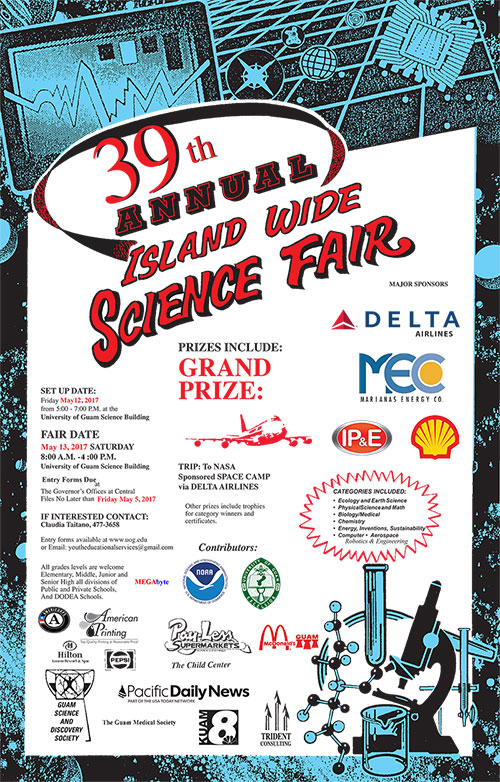 39th
ANNUAL
ISLAND WIDE
SCIENCE FAIR
MAJOR SPONSORS
DELTA
AIRLINES
MEC
MARIANAS ENERGY CO.
IP&E
PRIZES INCLUDE:
GRAND
PRIZE:
TRIP: To NASA
Sponsored SPACE CAMP
via DELTA AIRLINES
Other prizes include trophies
for category winners and
certificates.
SET UP DATE:
Friday May12, 2017
from 5:00 - 7:00 P.M. at the
University of Guam Science Building
FAIR DATE
May 13, 2017 SATURDAY
8:00 A.M. -4 :00 P.M.
University of Guam Science Building
Entry Forms Due at
The Governor's Offices at Central
Files No Later than Friday May 5, 2017
IF INTERESTED CONTACT:
Claudia Taitano, 477-3658
Entry forms available at www.uog.edu
or Email: youtheducationalservices@gmail.com
All grades levels are welcome
Elementary, Middle, Junior and
Senior High all divisions of
Public and Private Schools,
And DODEA Schools.
MEGAbyte
CATEGORIES INCLUDED:
• Ecology and Earth Science
• PhysicalScience and Math
• Biology/Medical
• Chemistry
• Energy, Inventions, Sustainability
• Computer • Aerospace
Robotics & Engineering
Contributors:
NOAA
A
American
Printing
Hilton
PEPSI
Pay-Less
SUPERMARKETS
McDonald's
GUAM
The Child Center
GUAM
SCIENCE
AND
DISCOVERY
SOCIETY
Pacific Daily News
PART OF THE USA TODAY NETWORK
The Guam Medical Society
KUAM
8
TRIDENT
CONSULTING